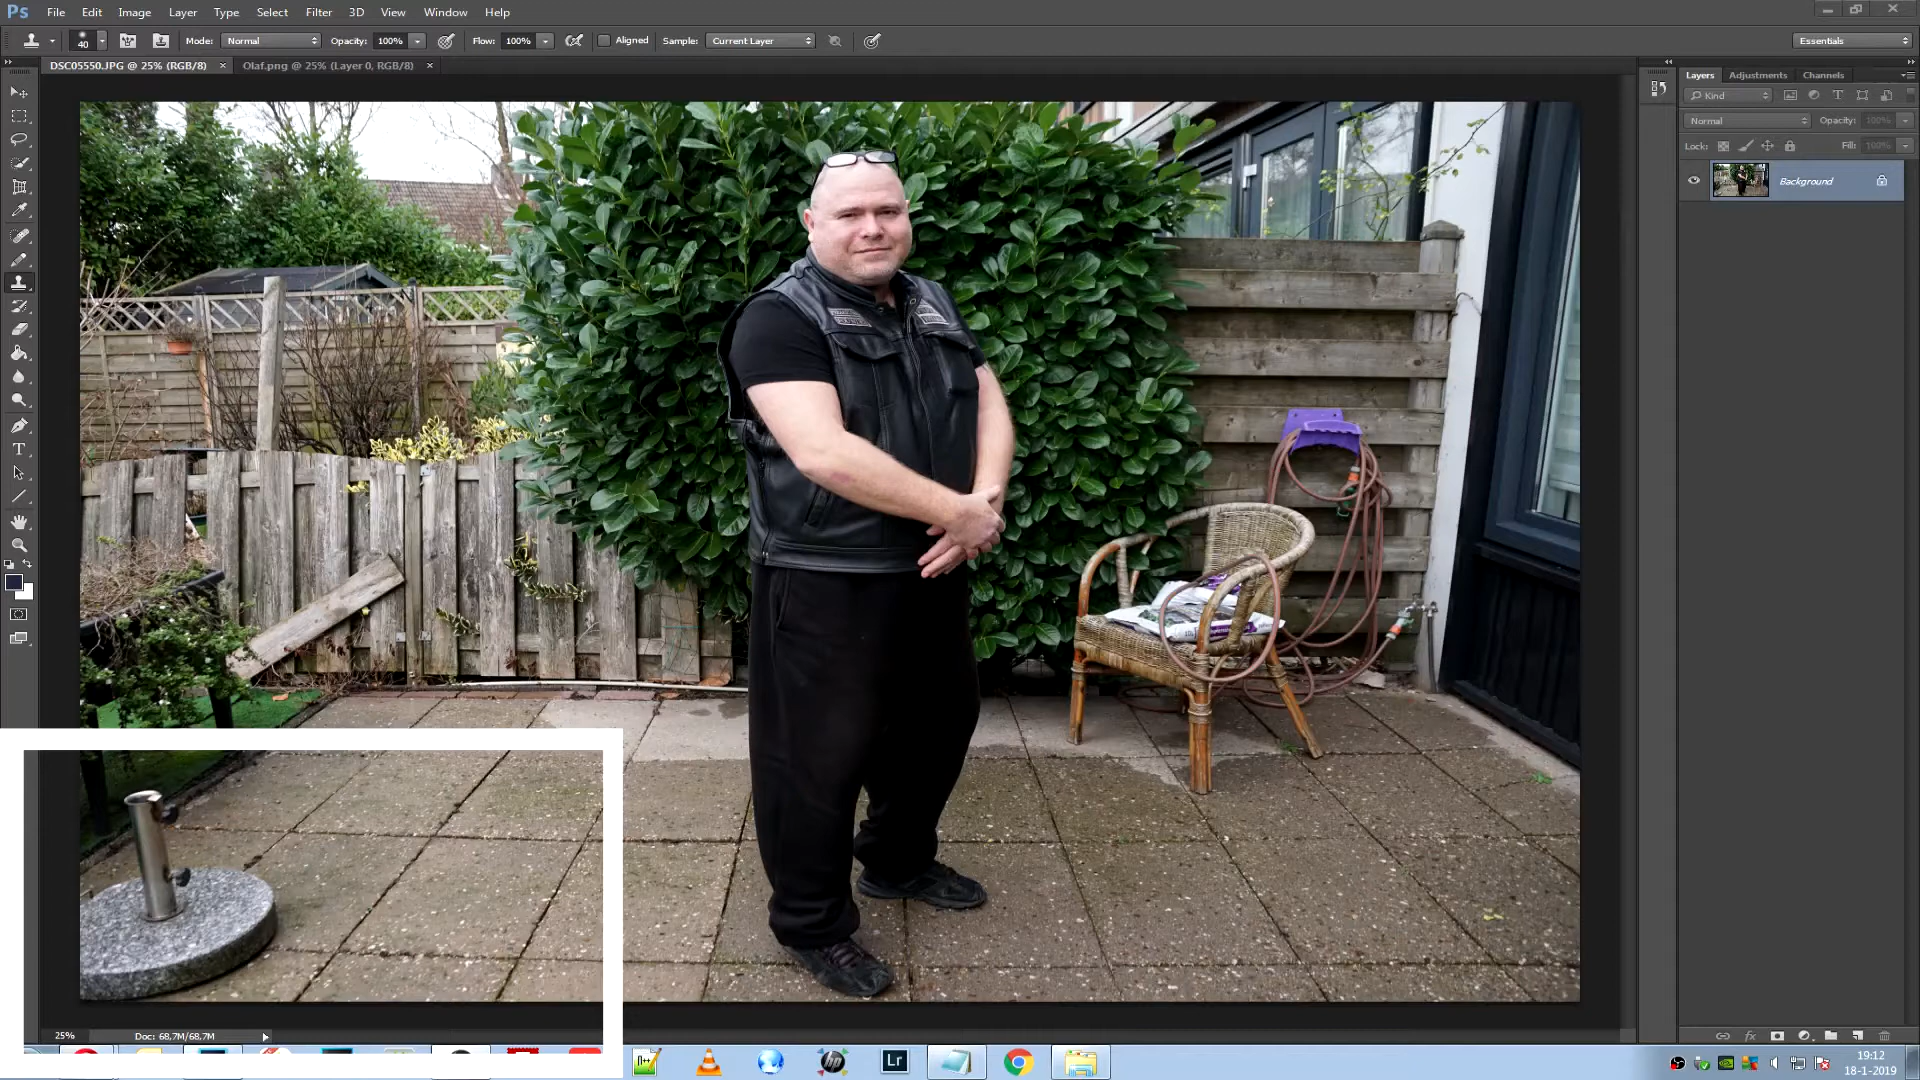 Ps File Edit Image Layer Type Select Filter 3D View Window Help
40 Mode: Normal Opacity: 100% Flow: 100% Aligned Sample: Current Layer Essentials
DSC05550.JPG @ 25% (RGB/8) × Olaf.png @ 25% (Layer 0, RGB/8) ×
Layers Adjustments Channels
Kind
Normal Opacity: 100%
Lock: Fill: 100%
Background
25% Doc: 68,7M/68,7M
Lr
hp
19:12
18-1-2019